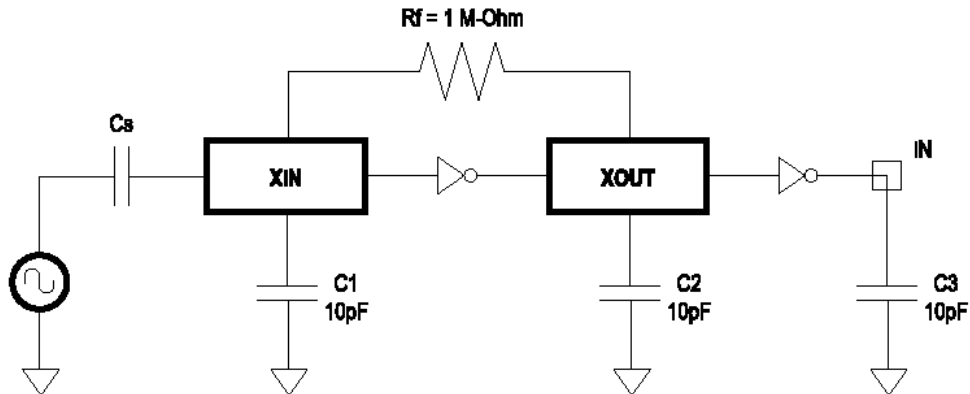 Rf = 1 M-Ohm
Cs
XIN
XOUT
IN
C1
10pF
C2
10pF
C3
10pF